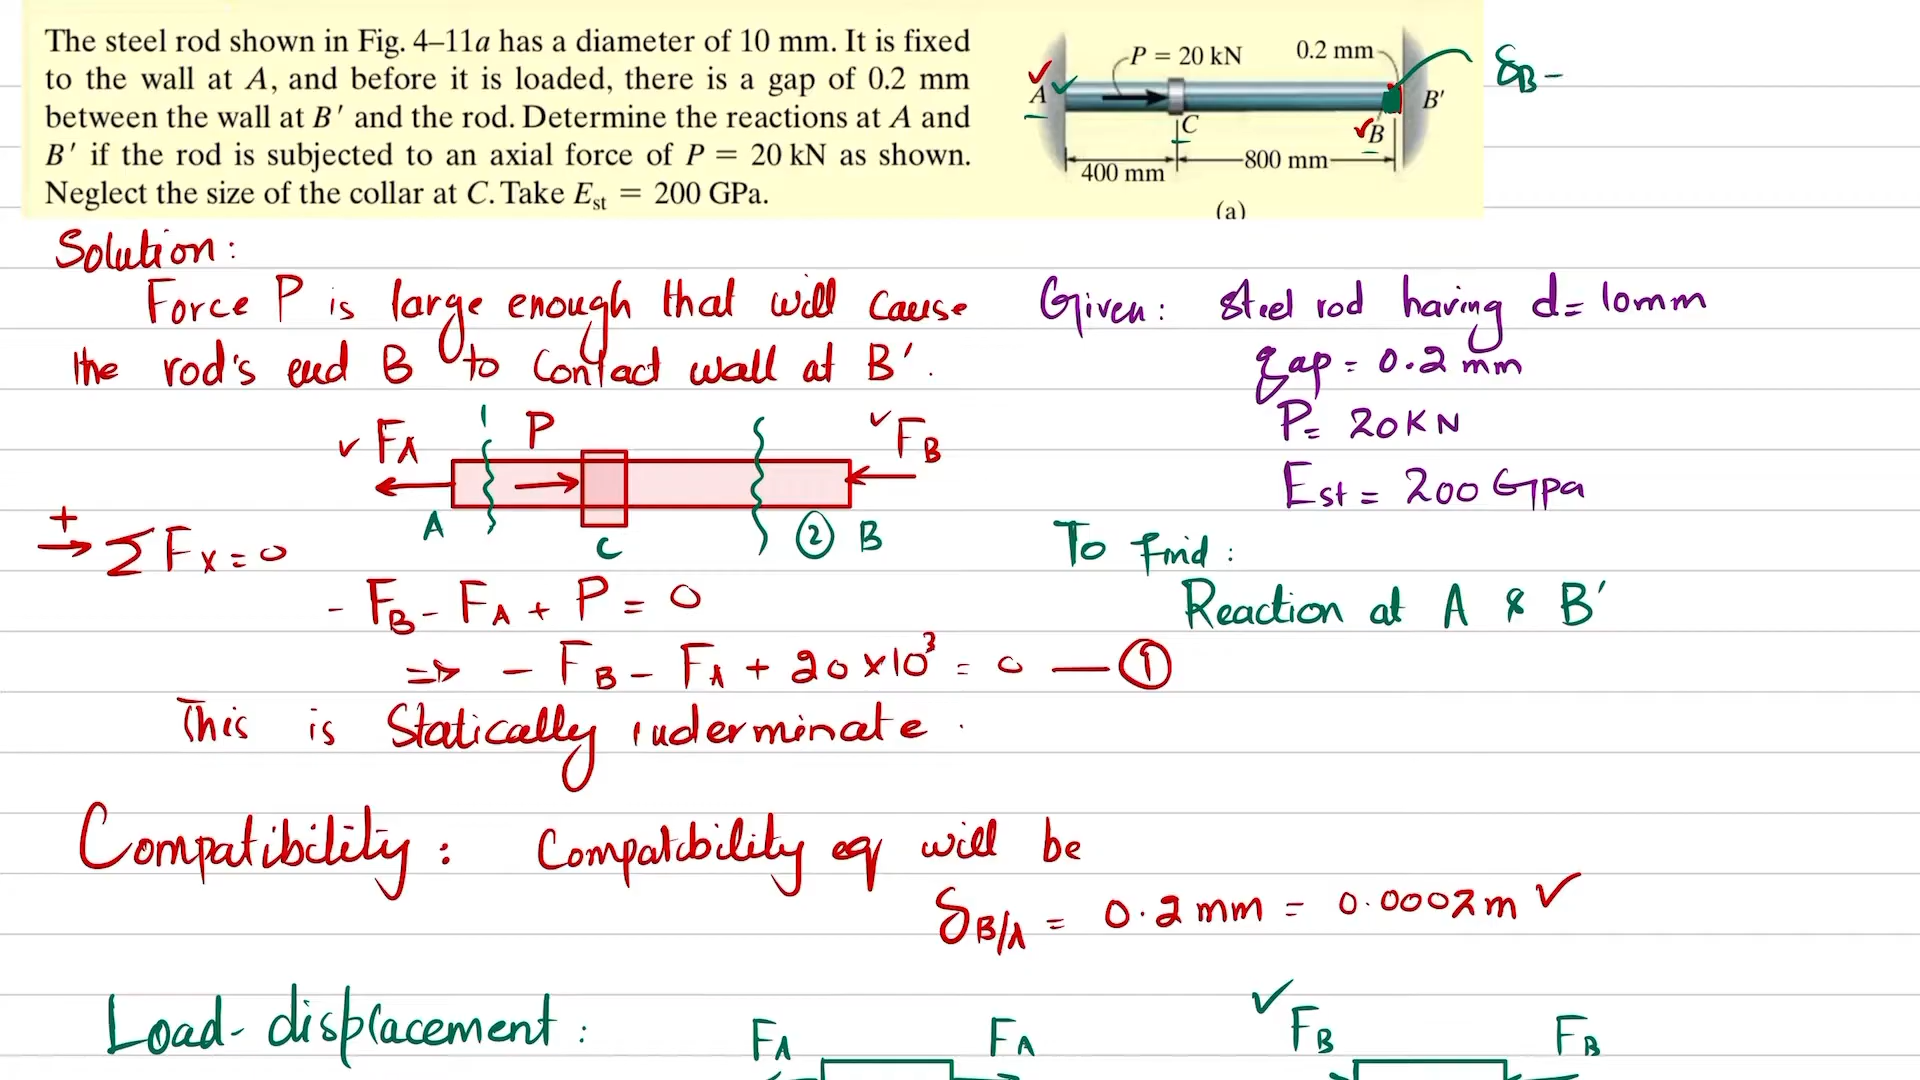 The steel rod shown in Fig. 4–11a has a diameter of 10 mm. It is fixed
to the wall at A, and before it is loaded, there is a gap of 0.2 mm
between the wall at B′ and the rod. Determine the reactions at A and
B′ if the rod is subjected to an axial force of P = 20 kN as shown.
Neglect the size of the collar at C. Take Est = 200 GPa.
P = 20 kN
0.2 mm
δB -
A
B'
C
B
400 mm
800 mm
(a)
Solution:
Force P is large enough that will cause
the rod's end B to Contact wall at B'.
Given: steel rod having d= 10mm
gap = 0.2 mm
P= 20KN
Est = 200 Gpa
FA
P
FB
A
C
2
B
+
→ ΣFx = 0
- FB - FA + P = 0
=> - FB - FA + 20 x10³ = 0 — 1
This is Statically inderminate.
To find:
Reaction at A & B'
Compatibility: Compatibility eq will be
δB/A = 0.2 mm = 0.0002m ✓
Load-displacement:
FA
FA
✓ FB
FB